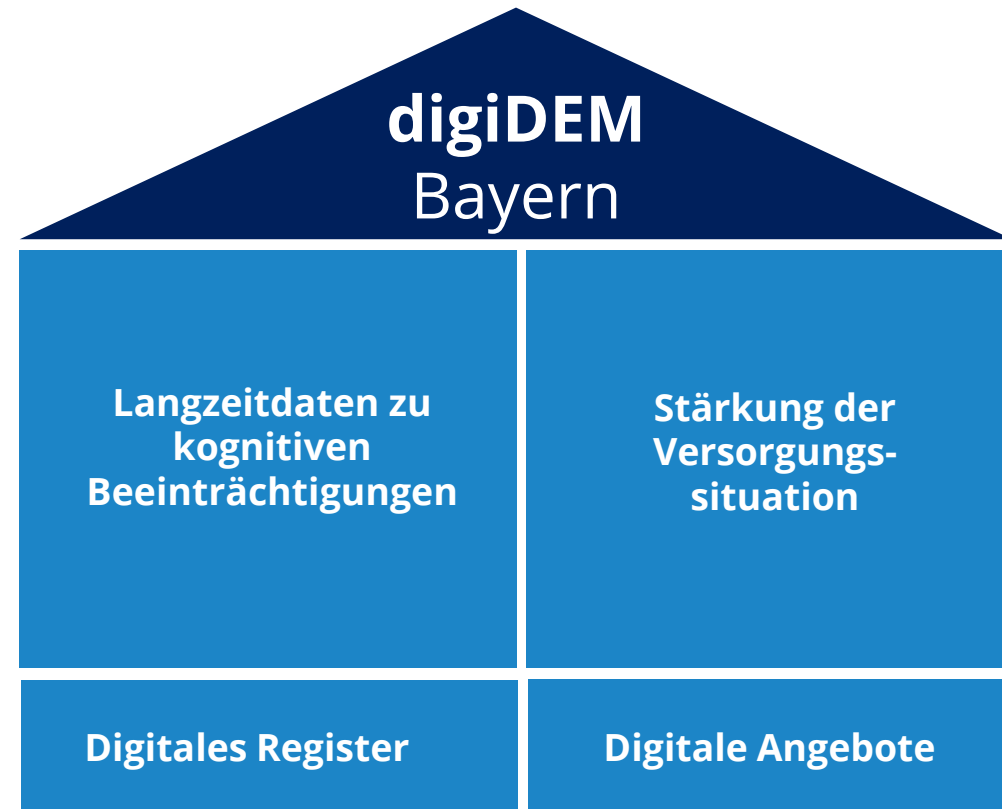 digiDEM
Bayern
Langzeitdaten zu
kognitiven
Beeinträchtigungen
Stärkung der
Versorgungs-
situation
Digitales Register
Digitale Angebote